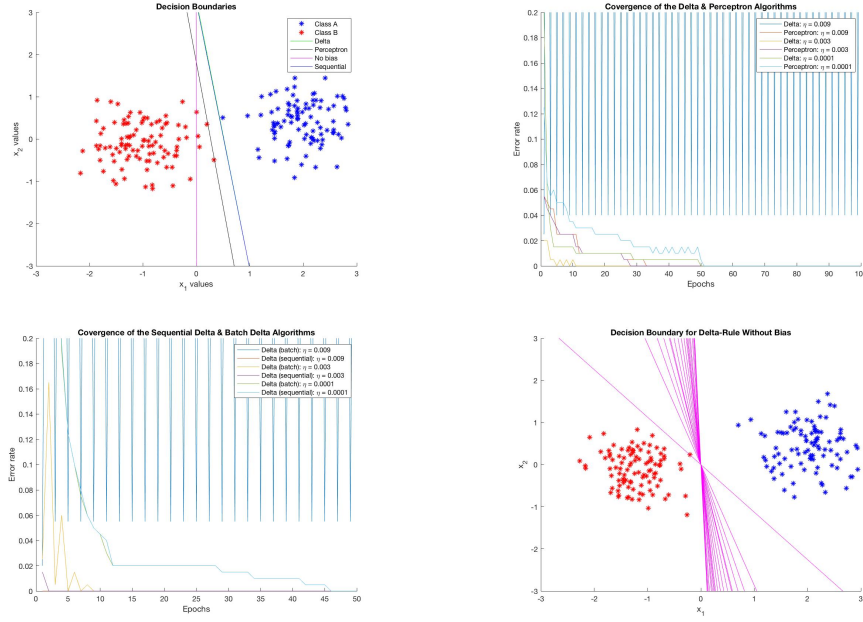 Decision Boundaries
Class A
Class B
Delta
Perceptron
No bias
Sequential
3
2
1
0
-1
-2
-3
x2 values
-3
-2
-1
0
1
2
3
x1 values
Covergence of the Delta & Perceptron Algorithms
Delta: η = 0.009
Perceptron: η = 0.009
Delta: η = 0.003
Perceptron: η = 0.003
Delta: η = 0.0001
Perceptron: η = 0.0001
0.2
0.18
0.16
0.14
0.12
0.1
0.08
0.06
0.04
0.02
0
Error rate
0
10
20
30
40
50
60
70
80
90
100
Epochs
Covergence of the Sequential Delta & Batch Delta Algorithms
Delta (batch): η = 0.009
Delta (sequential): η = 0.009
Delta (batch): η = 0.003
Delta (sequential): η = 0.003
Delta (batch): η = 0.0001
Delta (sequential): η = 0.0001
0.2
0.18
0.16
0.14
0.12
0.1
0.08
0.06
0.04
0.02
0
Error rate
0
5
10
15
20
25
30
35
40
45
50
Epochs
Decision Boundary for Delta-Rule Without Bias
3
2
1
0
-1
-2
-3
x2
-3
-2
-1
0
1
2
3
x1